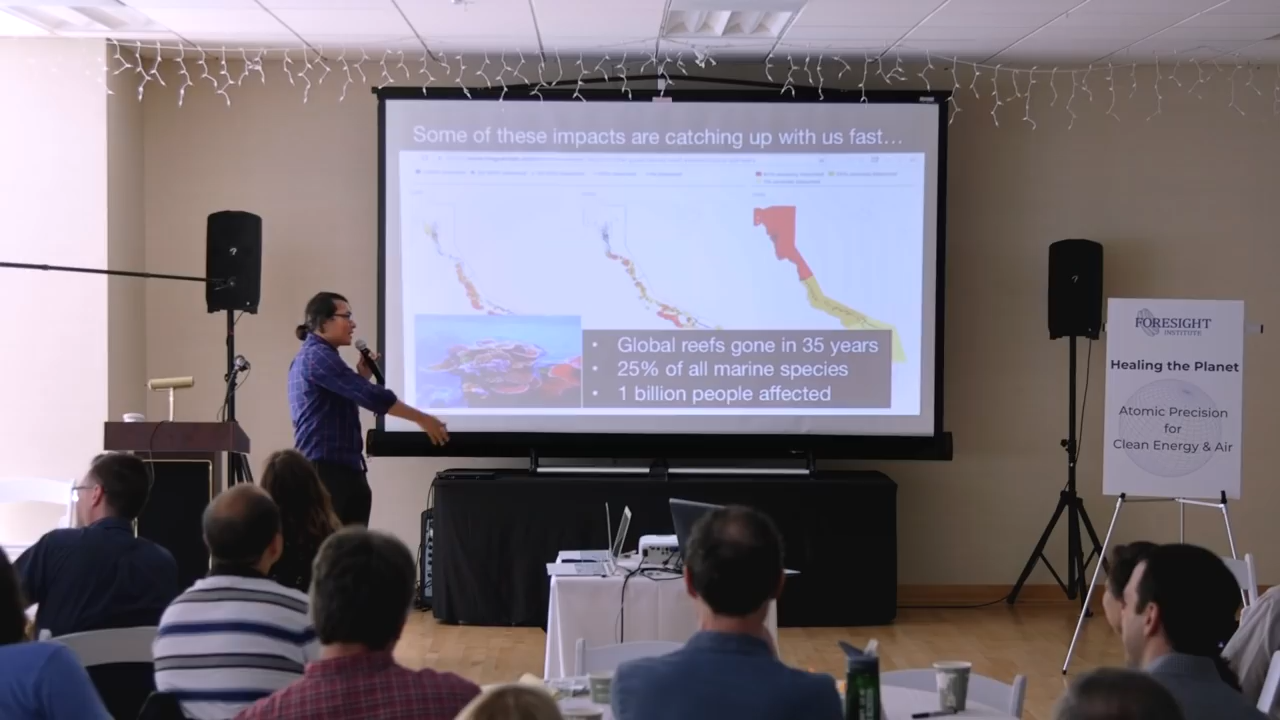 Some of these impacts are catching up with us fast...
• Global reefs gone in 35 years
• 25% of all marine species
• 1 billion people affected
FORESIGHT
INSTITUTE
Healing the Planet
Atomic Precision
for
Clean Energy & Air